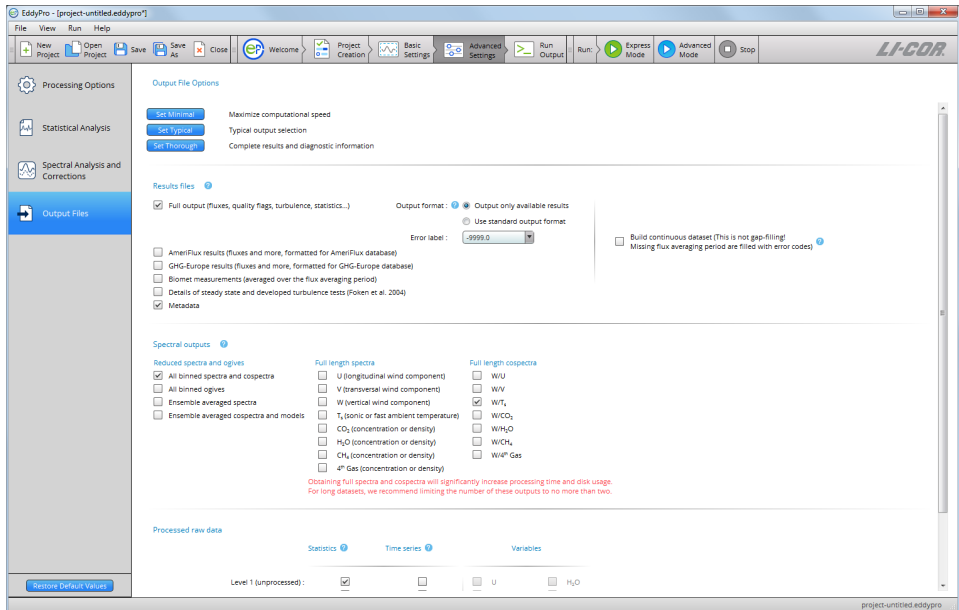 EddyPro - [project-untitled.eddypro*]
File View Run Help
New Project Open Project Save Save As Close Welcome Project Creation Basic Settings Advanced Settings Run Output Run: Express Mode Advanced Mode Stop LI-COR.
Processing Options
Statistical Analysis
Spectral Analysis and Corrections
Output Files
Restore Default Values
Output File Options
Set Minimal Maximize computational speed
Set Typical Typical output selection
Set Thorough Complete results and diagnostic information
Results files ?
Full output (fluxes, quality flags, turbulence, statistics...) Output format : ? Output only available results
Use standard output format
Error label : -9999.0
Build continuous dataset (This is not gap-filling!
Missing flux averaging period are filled with error codes) ?
AmeriFlux results (fluxes and more, formatted for AmeriFlux database)
GHG-Europe results (fluxes and more, formatted for GHG-Europe database)
Biomet measurements (averaged over the flux averaging period)
Details of steady state and developed turbulence tests (Foken et al. 2004)
Metadata
Spectral outputs ?
Reduced spectra and ogives Full length spectra Full length cospectra
All binned spectra and cospectra U (longitudinal wind component) W/U
All binned ogives V (transversal wind component) W/V
Ensemble averaged spectra W (vertical wind component) W/Tₛ
Ensemble averaged cospectra and models Tₛ (sonic or fast ambient temperature) W/CO₂
CO₂ (concentration or density) W/H₂O
H₂O (concentration or density) W/CH₄
CH₄ (concentration or density) W/4ᵗʰ Gas
4ᵗʰ Gas (concentration or density)
Obtaining full spectra and cospectra will significantly increase processing time and disk usage.
For long datasets, we recommend limiting the number of these outputs to no more than two.
Processed raw data
Statistics ? Time series ? Variables
Level 1 (unprocessed) : U H₂O
project-untitled.eddypro